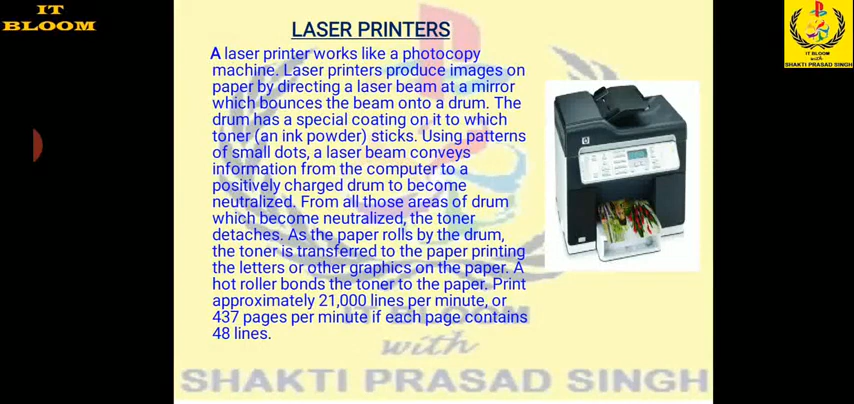 IT
BLOOM
LASER PRINTERS
A laser printer works like a photocopy
machine. Laser printers produce images on
paper by directing a laser beam at a mirror
which bounces the beam onto a drum. The
drum has a special coating on it to which
toner (an ink powder) sticks. Using patterns
of small dots, a laser beam conveys
information from the computer to a
positively charged drum to become
neutralized. From all those areas of drum
which become neutralized, the toner
detaches. As the paper rolls by the drum,
the toner is transferred to the paper printing
the letters or other graphics on the paper. A
hot roller bonds the toner to the paper. Print
approximately 21,000 lines per minute, or
437 pages per minute if each page contains
48 lines.
IT BLOOM
with
SHAKTI PRASAD SINGH
IT BLOOM
with
SHAKTI PRASAD SINGH
hp